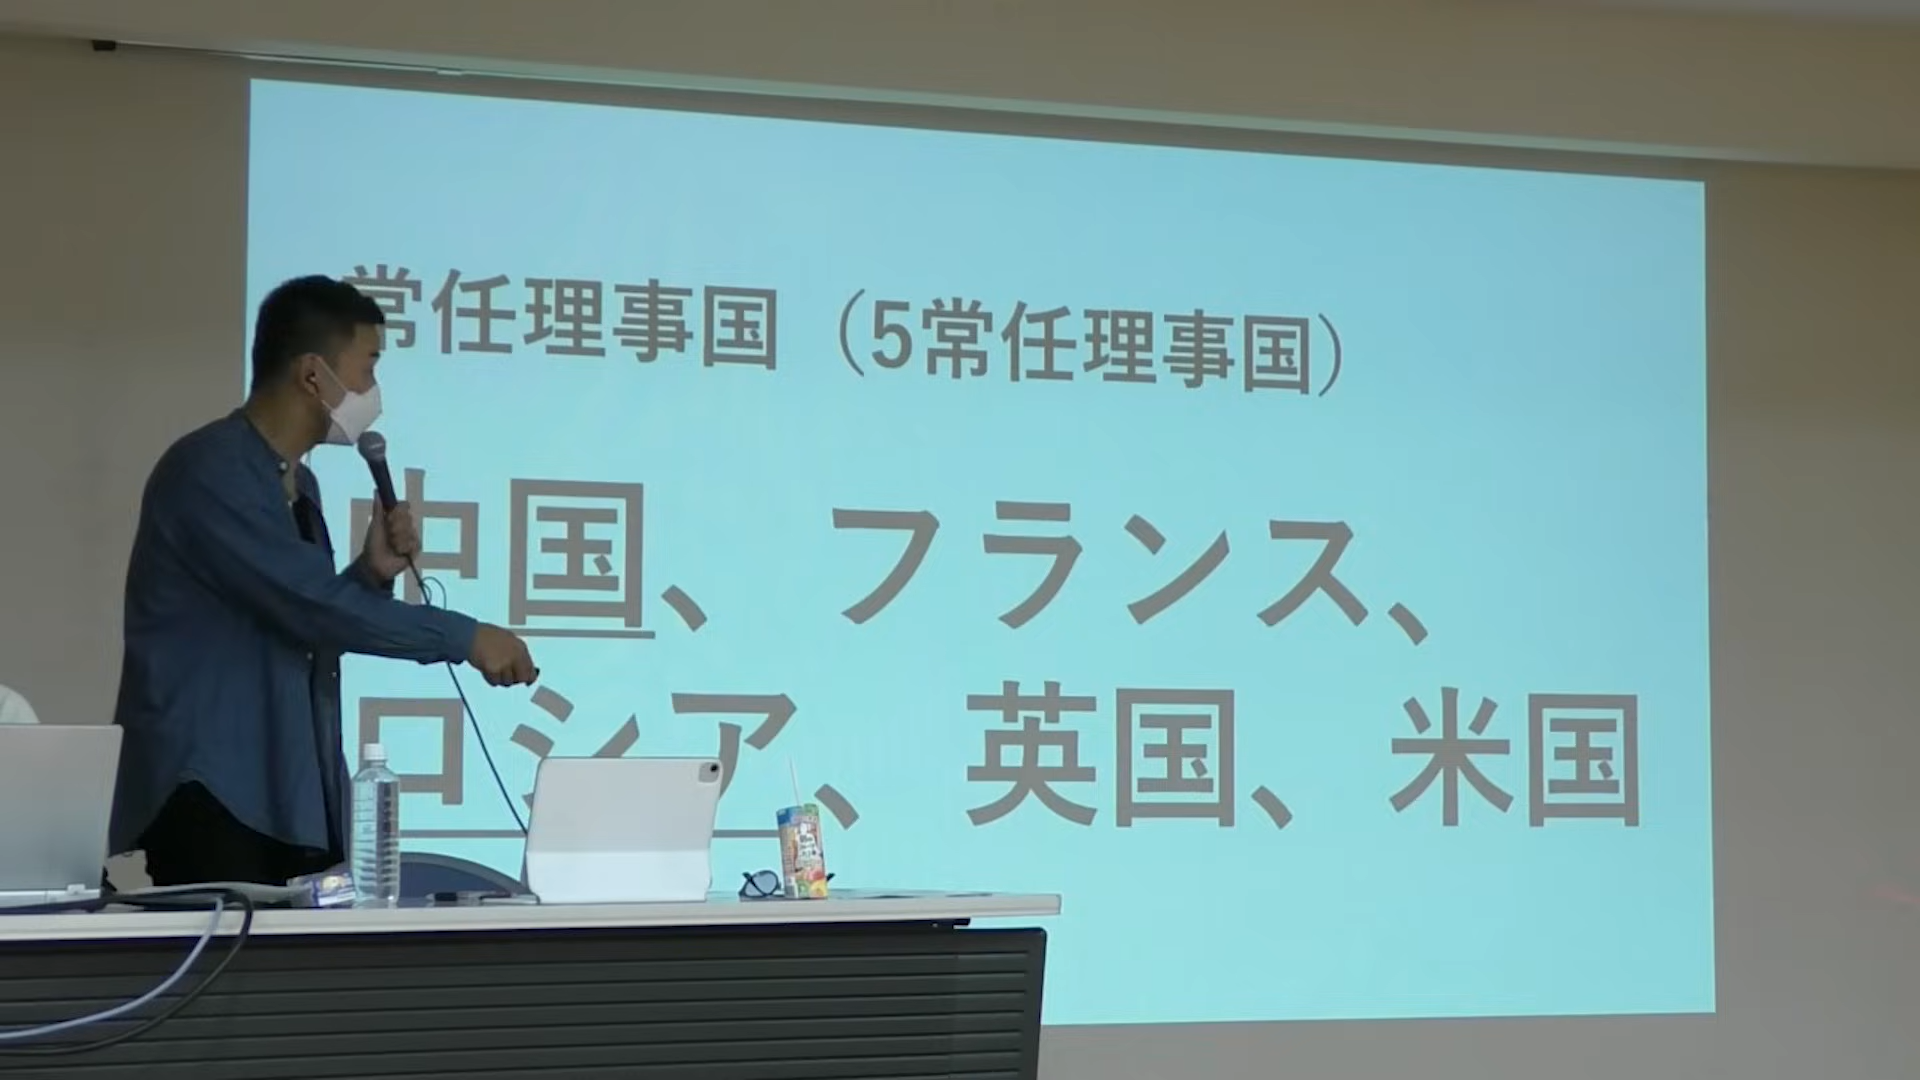 常任理事国（5常任理事国）
中国、フランス、
ロシア、英国、米国